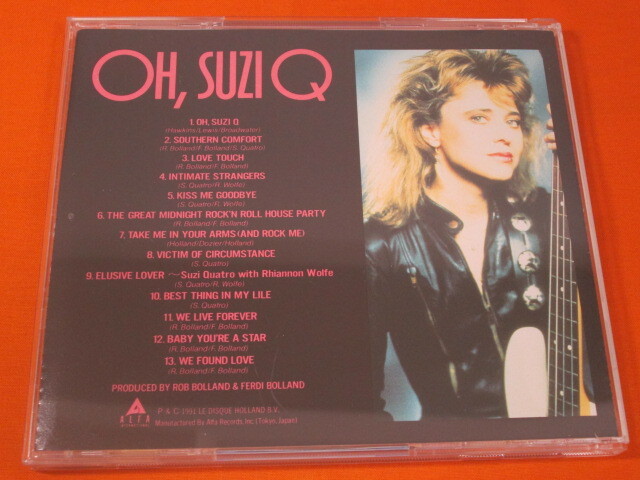 OH, SUZI Q
1. OH, SUZI Q
(Hawkins/Lewis/Broadwater)
2. SOUTHERN COMFORT
(R. Bolland/F. Bolland/S. Quatro)
3. LOVE TOUCH
(R. Bolland/F. Bolland)
4. INTIMATE STRANGERS
(S. Quatro/R. Wolfe)
5. KISS ME GOODBYE
(S. Quatro/R. Wolfe)
6. THE GREAT MIDNIGHT ROCK'N ROLL HOUSE PARTY
(R. Bolland/F. Bolland)
7. TAKE ME IN YOUR ARMS (AND ROCK ME)
(Holland/Dozier/Holland)
8. VICTIM OF CIRCUMSTANCE
(S. Quatro)
9. ELUSIVE LOVER ~Suzi Quatro with Rhiannon Wolfe
(S. Quatro/R. Wolfe)
10. BEST THING IN MY LILE
(S. Quatro)
11. WE LIVE FOREVER
(R. Bolland/F. Bolland)
12. BABY YOU'RE A STAR
(R. Bolland/F. Bolland)
13. WE FOUND LOVE
(R. Bolland/F. Bolland)
PRODUCED BY ROB BOLLAND & FERDI BOLLAND
ALFA
INTERNATIONAL
P & © 1991 LE DISQUE HOLLAND B.V.
Manufactured By Alfa Records, Inc. (Tokyo, Japan)